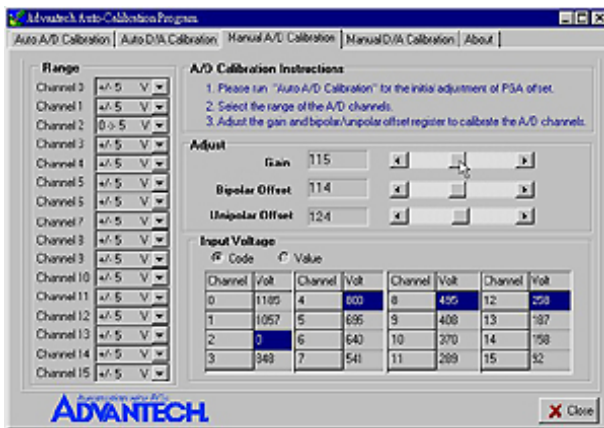 Advantech Auto-Calibration Program
Auto A/D Calibration Auto D/A Calibration Manual A/D Calibration Manual D/A Calibration About
Range
Channel 0 +/- 5 V
Channel 1 +/- 5 V
Channel 2 0 -> 5 V
Channel 3 +/- 5 V
Channel 4 +/- 5 V
Channel 5 +/- 5 V
Channel 6 +/- 5 V
Channel 7 +/- 5 V
Channel 8 +/- 5 V
Channel 9 +/- 5 V
Channel 10 +/- 5 V
Channel 11 +/- 5 V
Channel 12 +/- 5 V
Channel 13 +/- 5 V
Channel 14 +/- 5 V
Channel 15 +/- 5 V
A/D Calibration Instructions
1. Please run "Auto A/D Calibration" for the initial adjustment of PGA offset.
2. Select the range of the A/D channels.
3. Adjust the gain and bipolar/unipolar offset register to calibrate the A/D channels.
Adjust
Gain 115
Bipolar Offset 114
Unipolar Offset 124
Input Voltage
Code Value
Channel Volt Channel Volt Channel Volt Channel Volt
0 1185 4 800 8 495 12 258
1 1057 5 695 9 408 13 187
2 0 6 640 10 370 14 158
3 848 7 541 11 289 15 92
ADVANTECH
Close